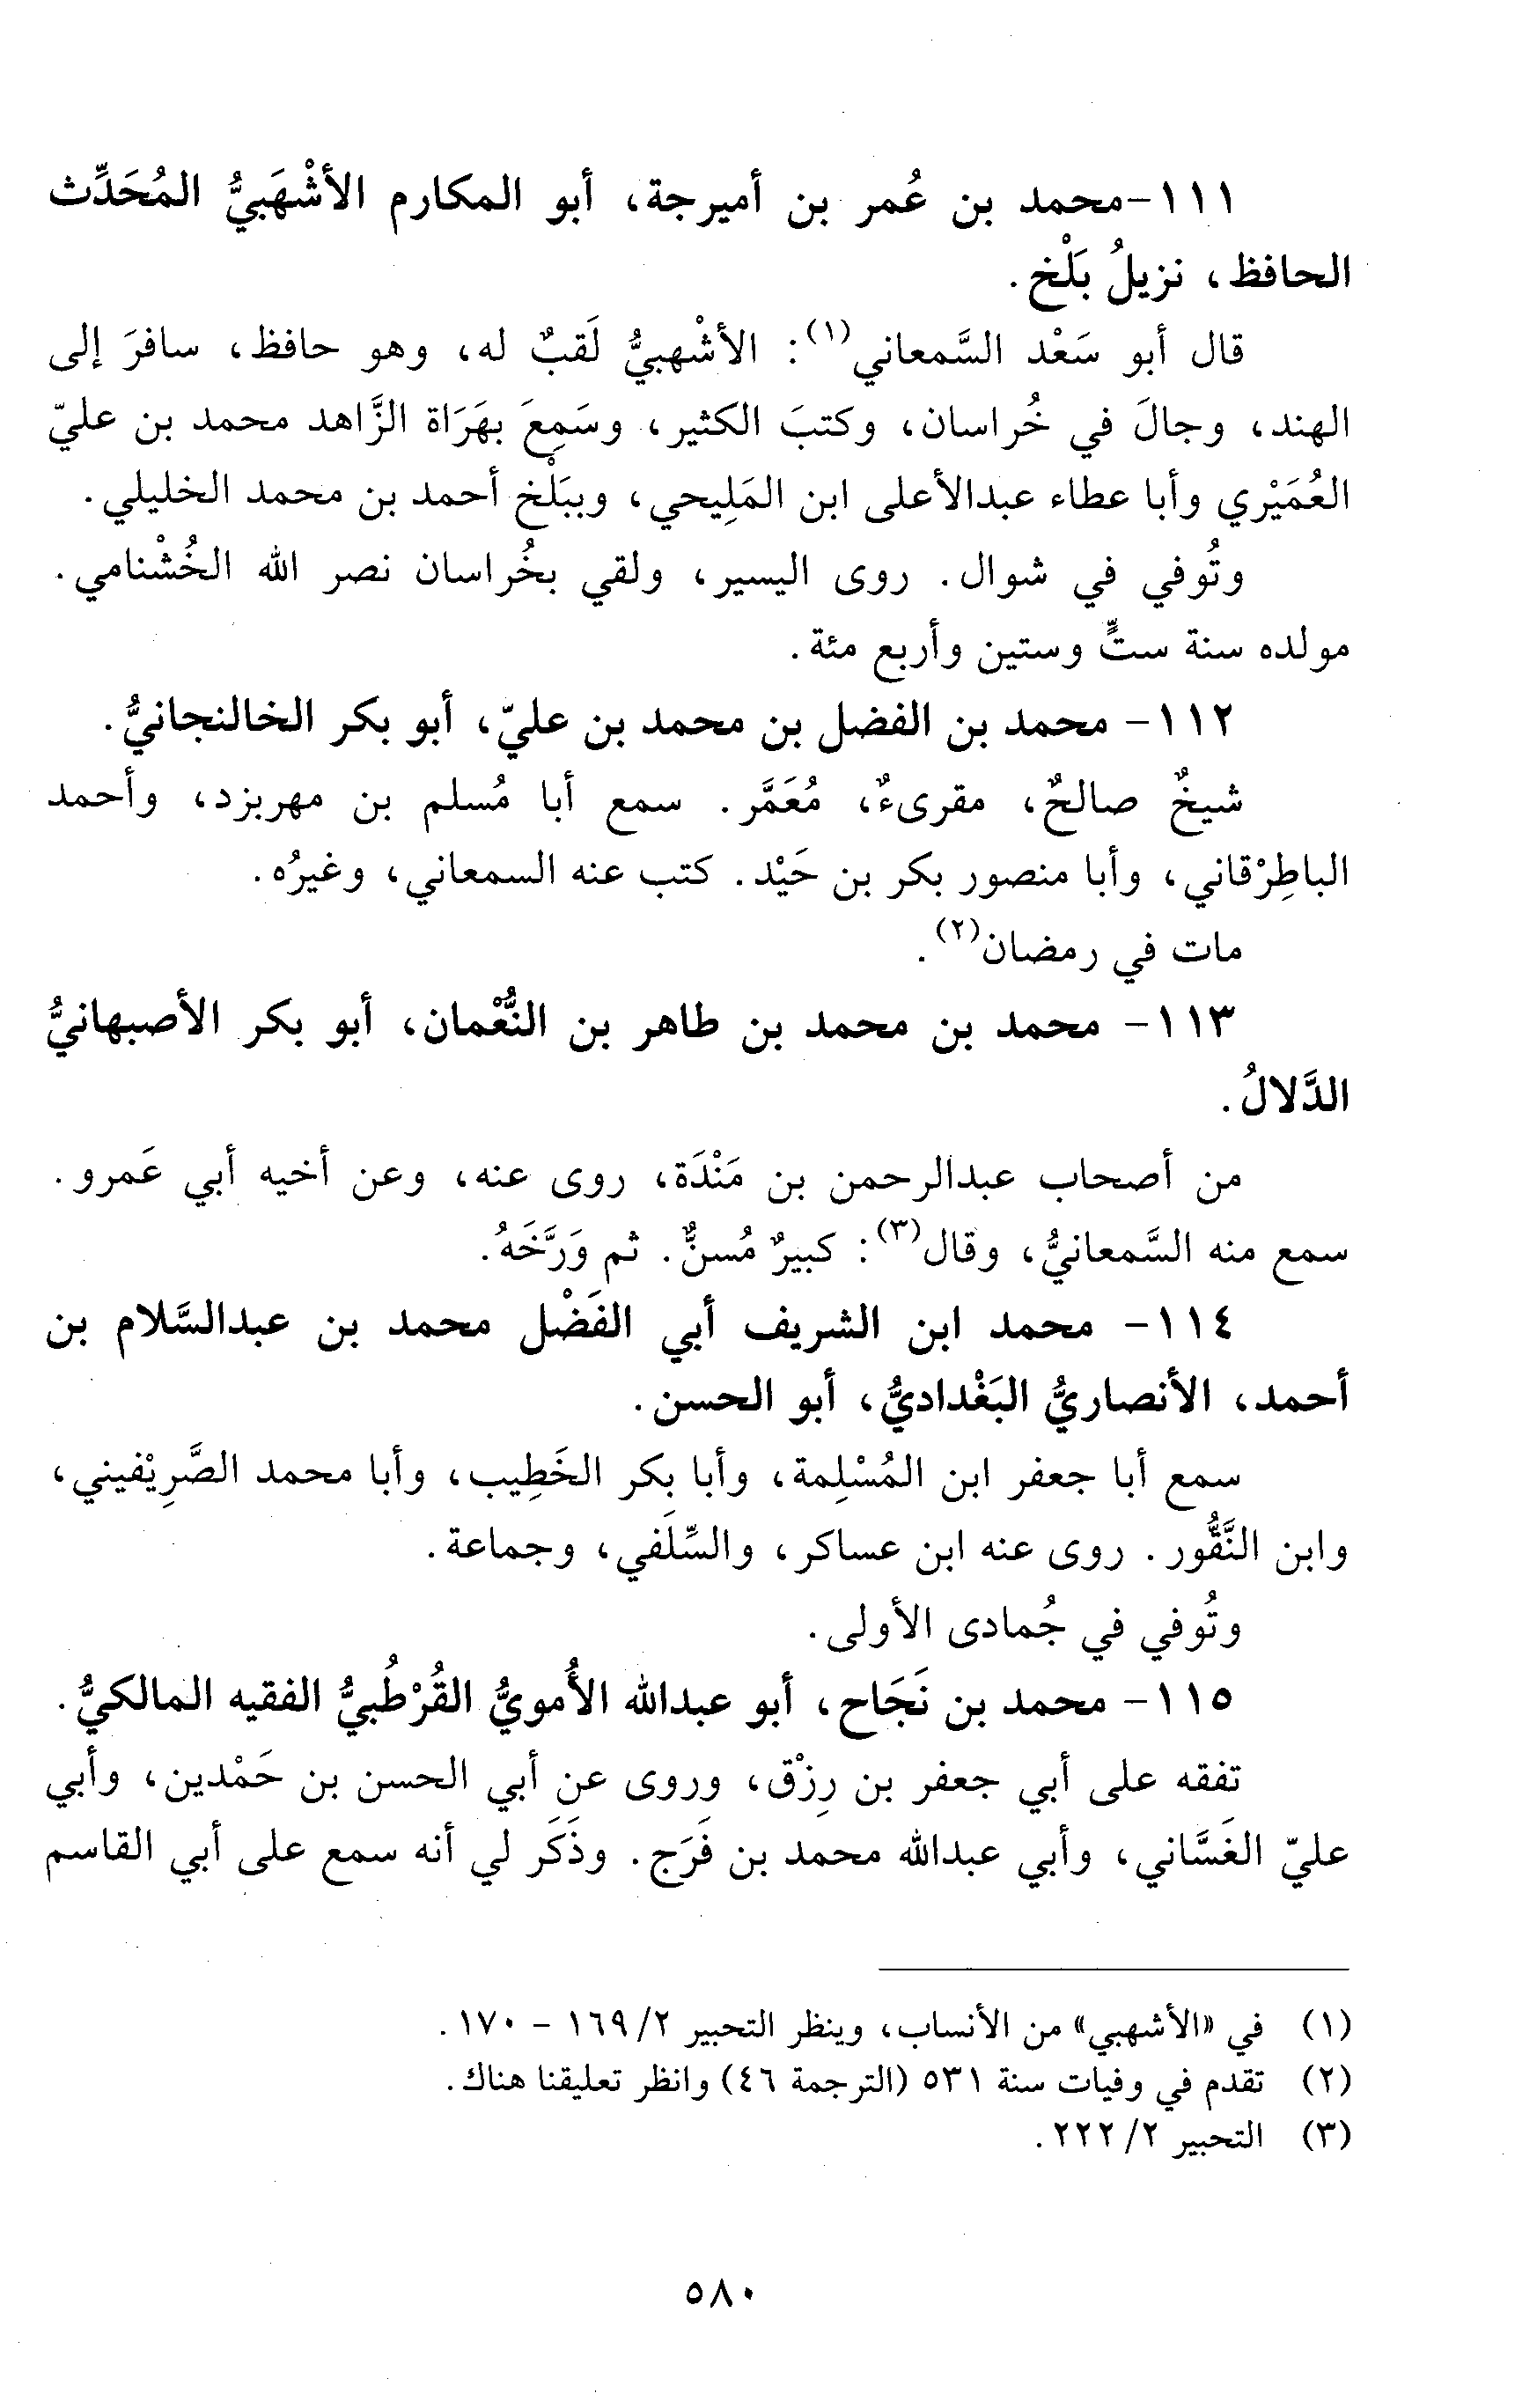 ١١١-محمد بن عُمر بن أميرجة، أبو المكارم الأشْهَبيُّ المُحَدِّث
الحافظ، نزيلُ بَلْخ.
قال أبو سَعْد السَّمعاني(١): الأشْهبيُّ لَقبٌ له، وهو حافظ، سافرَ إلى
الهند، وجالَ في خُراسان، وكتبَ الكثير، وسَمِعَ بهَرَاة الزَّاهد محمد بن عليّ
العُمَيْري وأبا عطاء عبدالأعلى ابن المَلِيحي، وببَلْخ أحمد بن محمد الخليلي.
وتُوفي في شوال. روى اليسير، ولقي بخُراسان نصر الله الخُشْنامي.
مولده سنة ستٍّ وستين وأربع مئة.
١١٢- محمد بن الفضل بن محمد بن عليّ، أبو بكر الخالنجانيُّ.
شيخٌ صالحٌ، مقرىءٌ، مُعَمَّر. سمع أبا مُسلم بن مهربزد، وأحمد
الباطِرْقاني، وأبا منصور بكر بن حَيْد. كتب عنه السمعاني، وغيرُه.
مات في رمضان(٢).
١١٣- محمد بن محمد بن طاهر بن النُّعْمان، أبو بكر الأصبهانيُّ
الدَّلالُ.
من أصحاب عبدالرحمن بن مَنْدَة، روى عنه، وعن أخيه أبي عَمرو.
سمع منه السَّمعانيُّ، وقال(٣): كبيرٌ مُسنٌّ. ثم وَرَّخَهُ.
١١٤- محمد ابن الشريف أبي الفَضْل محمد بن عبدالسَّلام بن
أحمد، الأنصاريُّ البَغْداديُّ، أبو الحسن.
سمع أبا جعفر ابن المُسْلِمة، وأبا بكر الخَطِيب، وأبا محمد الصَّرِيْفيني،
وابن النَّقُّور. روى عنه ابن عساكر، والسِّلَفي، وجماعة.
وتُوفي في جُمادى الأولى.
١١٥- محمد بن نَجَاح، أبو عبدالله الأُمويُّ القُرْطُبيُّ الفقيه المالكيُّ.
تفقه على أبي جعفر بن رِزْق، وروى عن أبي الحسن بن حَمْدين، وأبي
عليّ الغَسَّاني، وأبي عبدالله محمد بن فَرَج. وذَكَر لي أنه سمع على أبي القاسم
(١) في «الأشهبي» من الأنساب، وينظر التحبير ٢/ ١٦٩ - ١٧٠.
(٢) تقدم في وفيات سنة ٥٣١ (الترجمة ٤٦) وانظر تعليقنا هناك.
(٣) التحبير ٢/ ٢٢٢.
٥٨٠